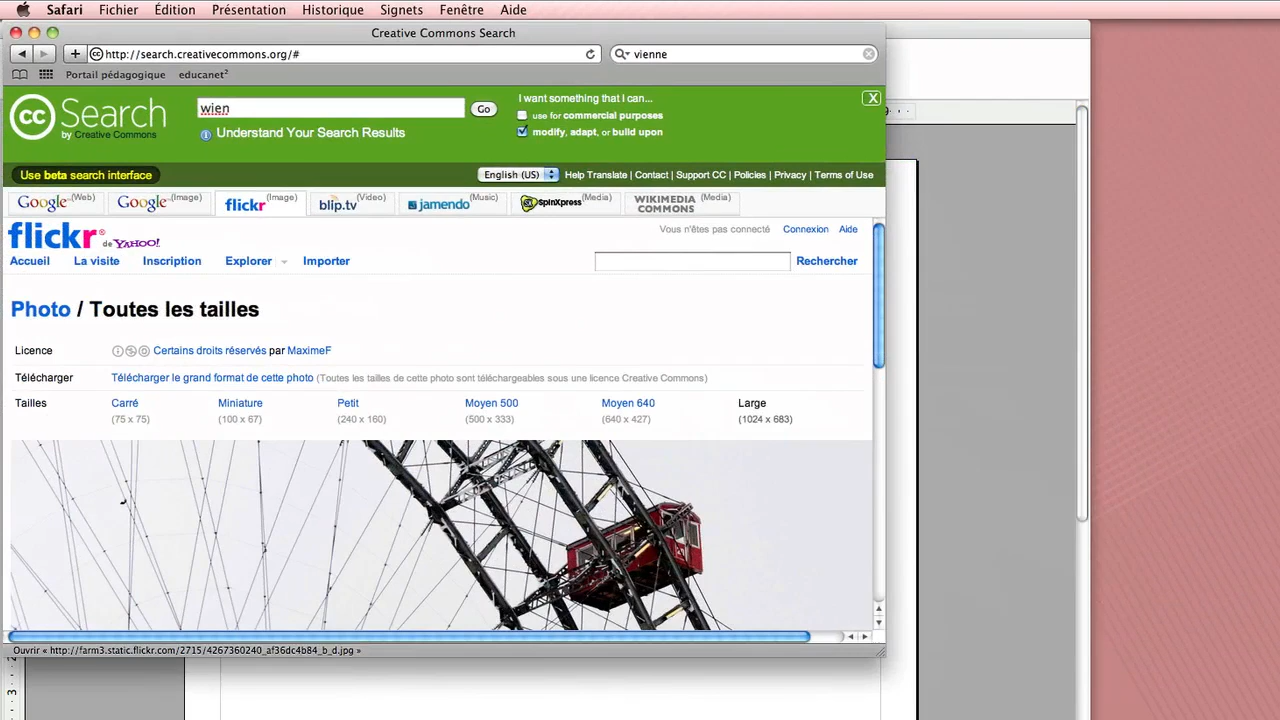 Safari Fichier Édition Présentation Historique Signets Fenêtre Aide
Creative Commons Search
http://search.creativecommons.org/#
vienne
Portail pédagogique educanet²
cc Search
by Creative Commons
wien
Go
Understand Your Search Results
I want something that I can...
use for commercial purposes
modify, adapt, or build upon
X
Use beta search interface
English (US)
Help Translate | Contact | Support CC | Policies | Privacy | Terms of Use
Google (Web) Google (Image) flickr (Image) blip.tv (Video) jamendo (Music) SpinXpress (Media) WIKIMEDIA COMMONS (Media)
flickr® de YAHOO!
Vous n'êtes pas connecté Connexion Aide
Accueil La visite Inscription Explorer Importer
Rechercher
Photo / Toutes les tailles
Licence Certains droits réservés par MaximeF
Télécharger Télécharger le grand format de cette photo (Toutes les tailles de cette photo sont téléchargeables sous une licence Creative Commons)
Tailles Carré Miniature Petit Moyen 500 Moyen 640 Large
(75 x 75) (100 x 67) (240 x 160) (500 x 333) (640 x 427) (1024 x 683)
Ouvrir « http://farm3.static.flickr.com/2715/4267360240_af36dc4b84_b_d.jpg »
3